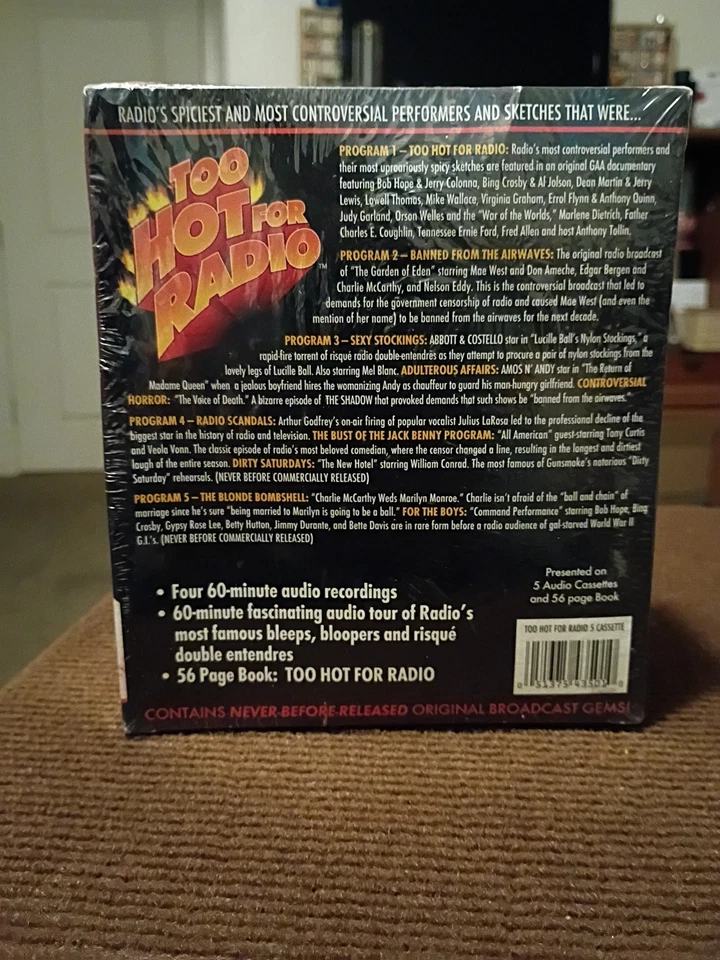 RADIO'S SPICIEST AND MOST CONTROVERSIAL PERFORMERS AND SKETCHES THAT WERE...
TOO
HOT FOR
RADIO™
PROGRAM 1 – TOO HOT FOR RADIO: Radio's most controversial performers and
their most uproariously spicy sketches are featured in an original GAA documentary
featuring Bob Hope & Jerry Colonna, Bing Crosby & Al Jolson, Dean Martin & Jerry
Lewis, Lowell Thomas, Mike Wallace, Virginia Graham, Errol Flynn & Anthony Quinn,
Judy Garland, Orson Welles and the "War of the Worlds," Marlene Dietrich, Father
Charles E. Coughlin, Tennessee Ernie Ford, Fred Allen and host Anthony Tollin.
PROGRAM 2 – BANNED FROM THE AIRWAVES: The original radio broadcast
of "The Garden of Eden" starring Mae West and Don Ameche, Edgar Bergen and
Charlie McCarthy, and Nelson Eddy. This is the controversial broadcast that led to
demands for the government censorship of radio and caused Mae West (and even the
mention of her name) to be banned from the airwaves for the next decade.
PROGRAM 3 – SEXY STOCKINGS: ABBOTT & COSTELLO star in "Lucille Ball's Nylon Stockings," a
rapid-fire torrent of risqué radio double-entendrès as they attempt to procure a pair of nylon stockings from the
lovely legs of Lucille Ball. Also starring Mel Blanc. ADULTEROUS AFFAIRS: AMOS N' ANDY star in "The Return of
Madame Queen" when a jealous boyfriend hires the womanizing Andy as chauffeur to guard his man-hungry girlfriend. CONTROVERSIAL
HORROR: "The Voice of Death." A bizarre episode of THE SHADOW that provoked demands that such shows be "banned from the airwaves."
PROGRAM 4 – RADIO SCANDALS: Arthur Godfrey's on-air firing of popular vocalist Julius LaRosa led to the professional decline of the
biggest star in the history of radio and television. THE BUST OF THE JACK BENNY PROGRAM: "All American" guest-starring Tony Curtis
and Veola Vonn. The classic episode of radio's most beloved comedian, where the censor changed a line, resulting in the longest and dirtiest
laugh of the entire season. DIRTY SATURDAYS: "The New Hotel" starring William Conrad. The most famous of Gunsmoke's notorious "Dirty
Saturday" rehearsals. (NEVER BEFORE COMMERCIALLY RELEASED)
PROGRAM 5 – THE BLONDE BOMBSHELL: "Charlie McCarthy Weds Marilyn Monroe." Charlie isn't afraid of the "ball and chain" of
marriage since he's sure "being married to Marilyn is going to be a ball." FOR THE BOYS: "Command Performance" starring Bob Hope, Bing
Crosby, Gypsy Rose Lee, Betty Hutton, Jimmy Durante, and Bette Davis are in rare form before a radio audience of gal-starved World War II
G.I.'s. (NEVER BEFORE COMMERCIALLY RELEASED)
• Four 60-minute audio recordings
• 60-minute fascinating audio tour of Radio's
most famous bleeps, bloopers and risqué
double entendres
• 56 Page Book: TOO HOT FOR RADIO
Presented on
5 Audio Cassettes
and 56 page Book
TOO HOT FOR RADIO 5 CASSETTE
CONTAINS NEVER-BEFORE-RELEASED ORIGINAL BROADCAST GEMS!